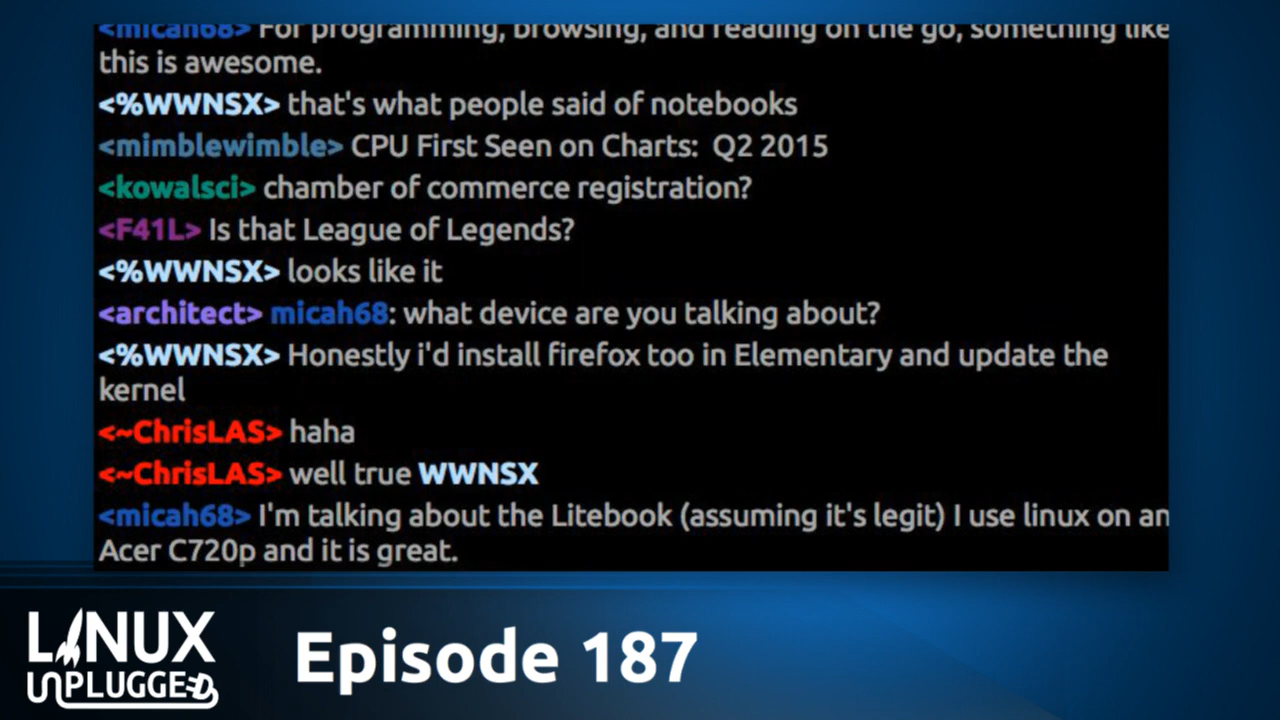 <micah68> For programming, browsing, and reading on the go, something like
this is awesome.
<%WWNSX> that's what people said of notebooks
<mimblewimble> CPU First Seen on Charts:  Q2 2015
<kowalsci> chamber of commerce registration?
<F41L> Is that League of Legends?
<%WWNSX> looks like it
<architect> micah68: what device are you talking about?
<%WWNSX> Honestly i'd install firefox too in Elementary and update the
kernel
<~ChrisLAS> haha
<~ChrisLAS> well true WWNSX
<micah68> I'm talking about the Litebook (assuming it's legit) I use linux on an
Acer C720p and it is great.
LINUX
UNPLUGGED
Episode 187